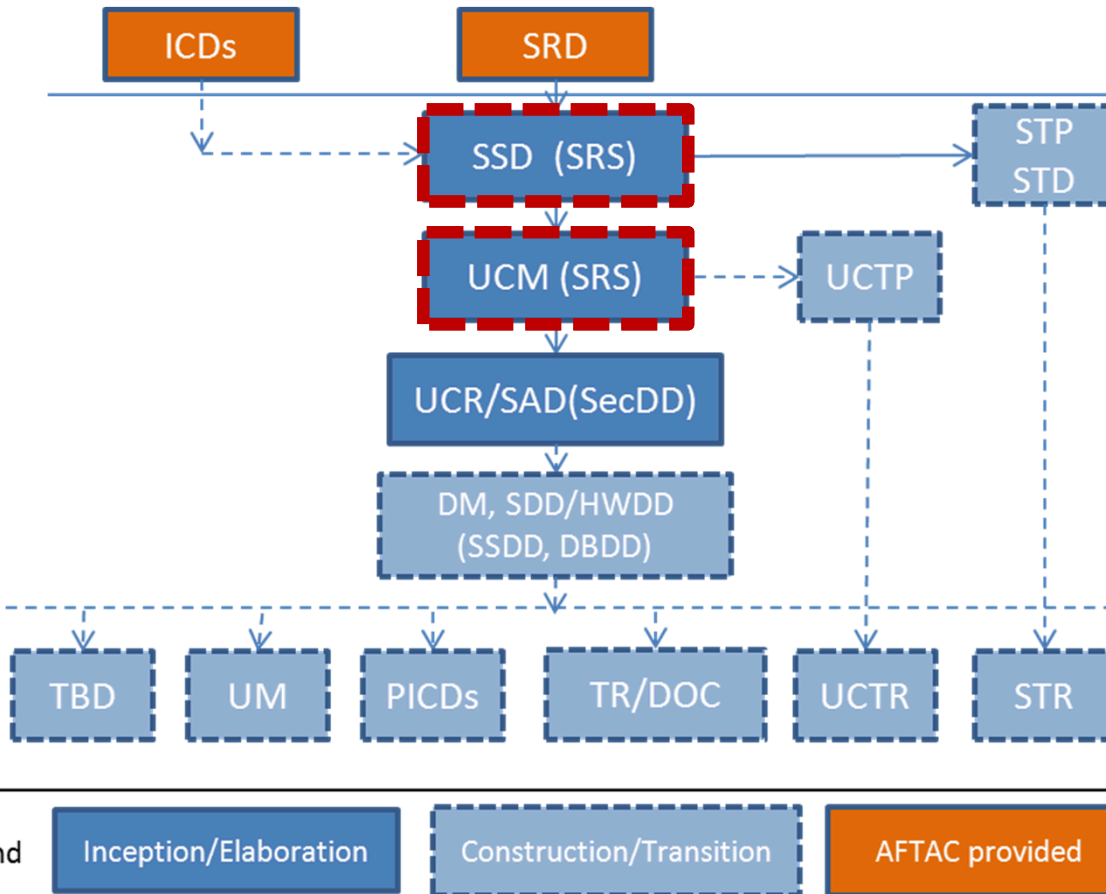 ICDs
SRD
SSD (SRS)
STP
STD
UCM (SRS)
UCTP
UCR/SAD(SecDD)
DM, SDD/HWDD
(SSDD, DBDD)
TBD
UM
PICDs
TR/DOC
UCTR
STR
Inception/Elaboration
Construction/Transition
AFTAC provided